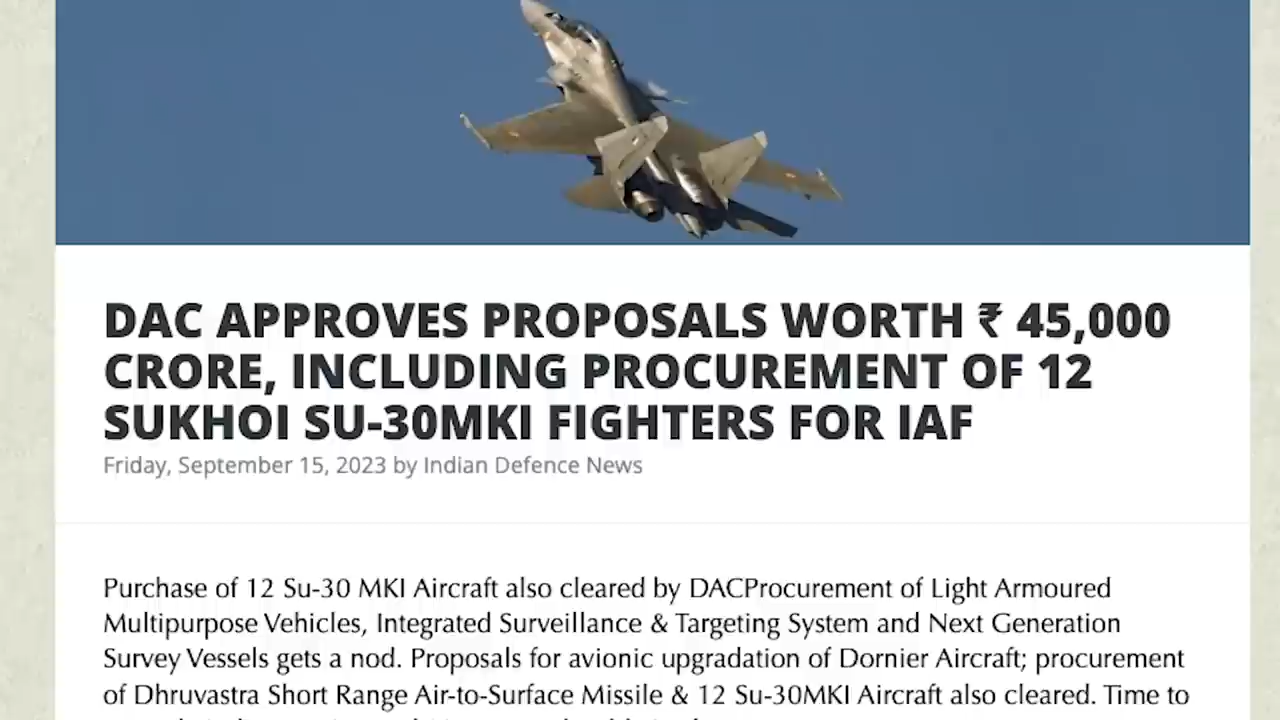 DAC APPROVES PROPOSALS WORTH ₹ 45,000
CRORE, INCLUDING PROCUREMENT OF 12
SUKHOI SU-30MKI FIGHTERS FOR IAF
Friday, September 15, 2023 by Indian Defence News
Purchase of 12 Su-30 MKI Aircraft also cleared by DACProcurement of Light Armoured
Multipurpose Vehicles, Integrated Surveillance & Targeting System and Next Generation
Survey Vessels gets a nod. Proposals for avionic upgradation of Dornier Aircraft; procurement
of Dhruvastra Short Range Air-to-Surface Missile & 12 Su-30MKI Aircraft also cleared. Time to